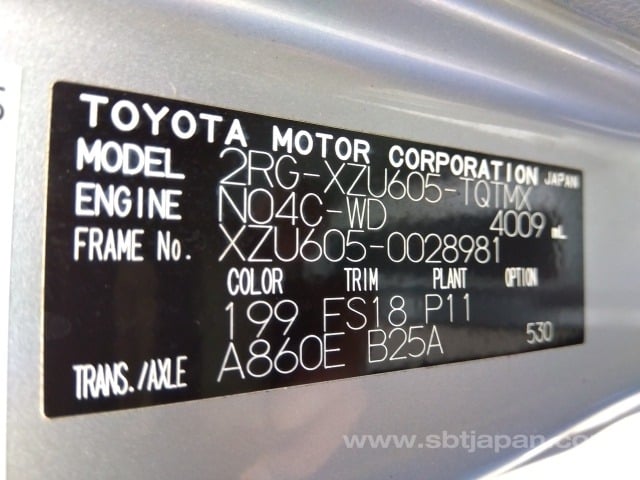 TOYOTA MOTOR CORPORATION JAPAN
MODEL 2RG-XZU605-TQTMX
ENGINE N04C-WD 4009 mL
FRAME No. XZU605-0028981
COLOR TRIM PLANT OPTION
199 FS18 P11
TRANS./AXLE A860E B25A 530
www.sbtjapan.com